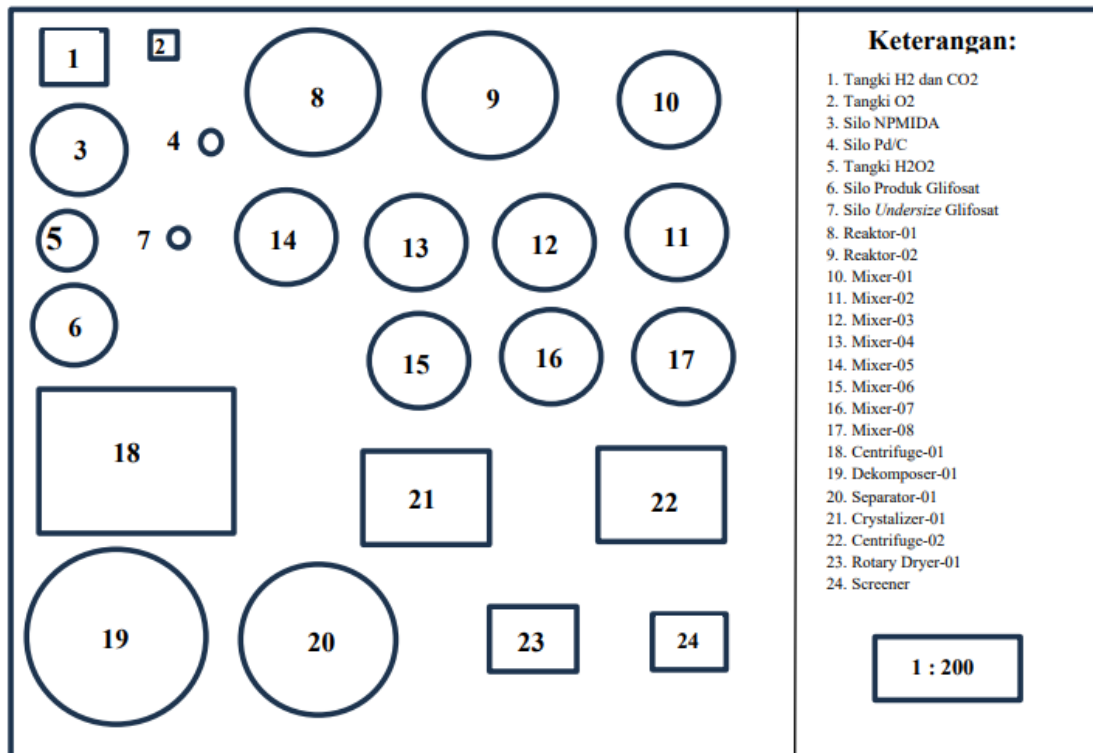 1
2
8
9
10
3
4
5
7
14
13
12
11
6
15
16
17
18
21
22
19
20
23
24
Keterangan:
1. Tangki H2 dan CO2
2. Tangki O2
3. Silo NPMIDA
4. Silo Pd/C
5. Tangki H2O2
6. Silo Produk Glifosat
7. Silo Undersize Glifosat
8. Reaktor-01
9. Reaktor-02
10. Mixer-01
11. Mixer-02
12. Mixer-03
13. Mixer-04
14. Mixer-05
15. Mixer-06
16. Mixer-07
17. Mixer-08
18. Centrifuge-01
19. Dekomposer-01
20. Separator-01
21. Crystalizer-01
22. Centrifuge-02
23. Rotary Dryer-01
24. Screener
1 : 200